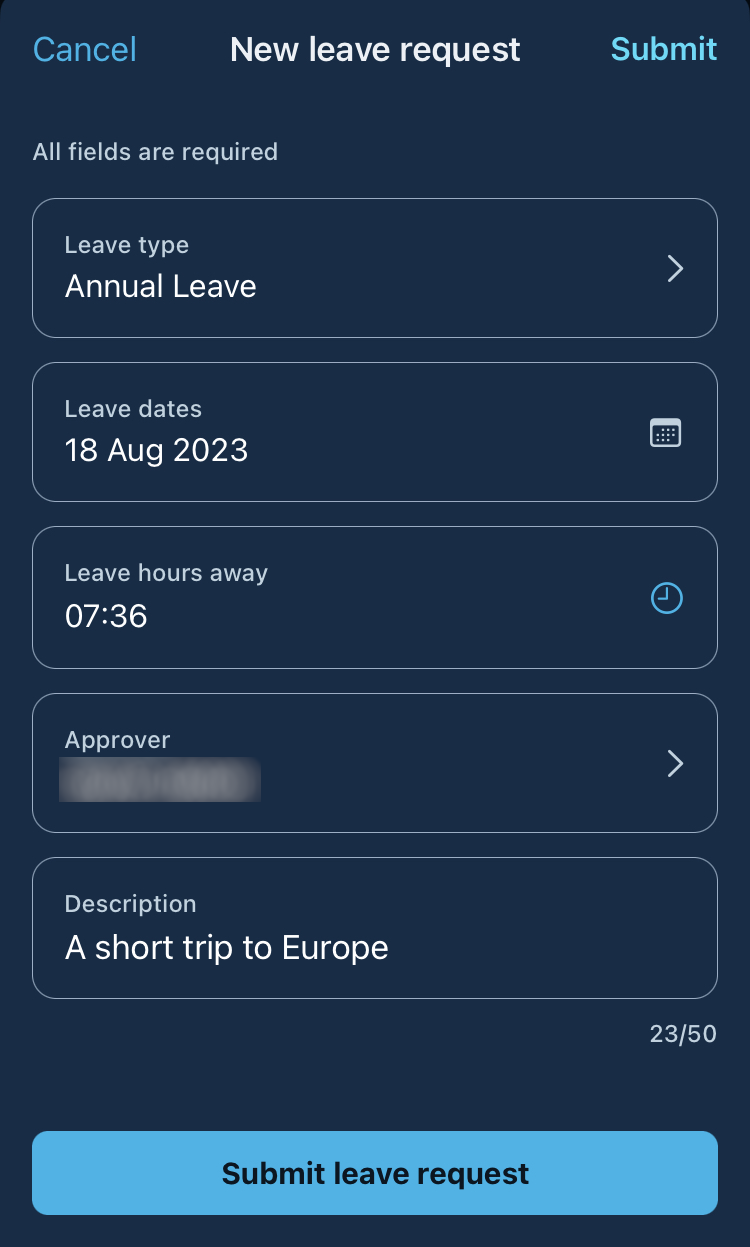 Cancel New leave request Submit
All fields are required
Leave type
Annual Leave
Leave dates
18 Aug 2023
Leave hours away
07:36
Approver
Description
A short trip to Europe
23/50
Submit leave request